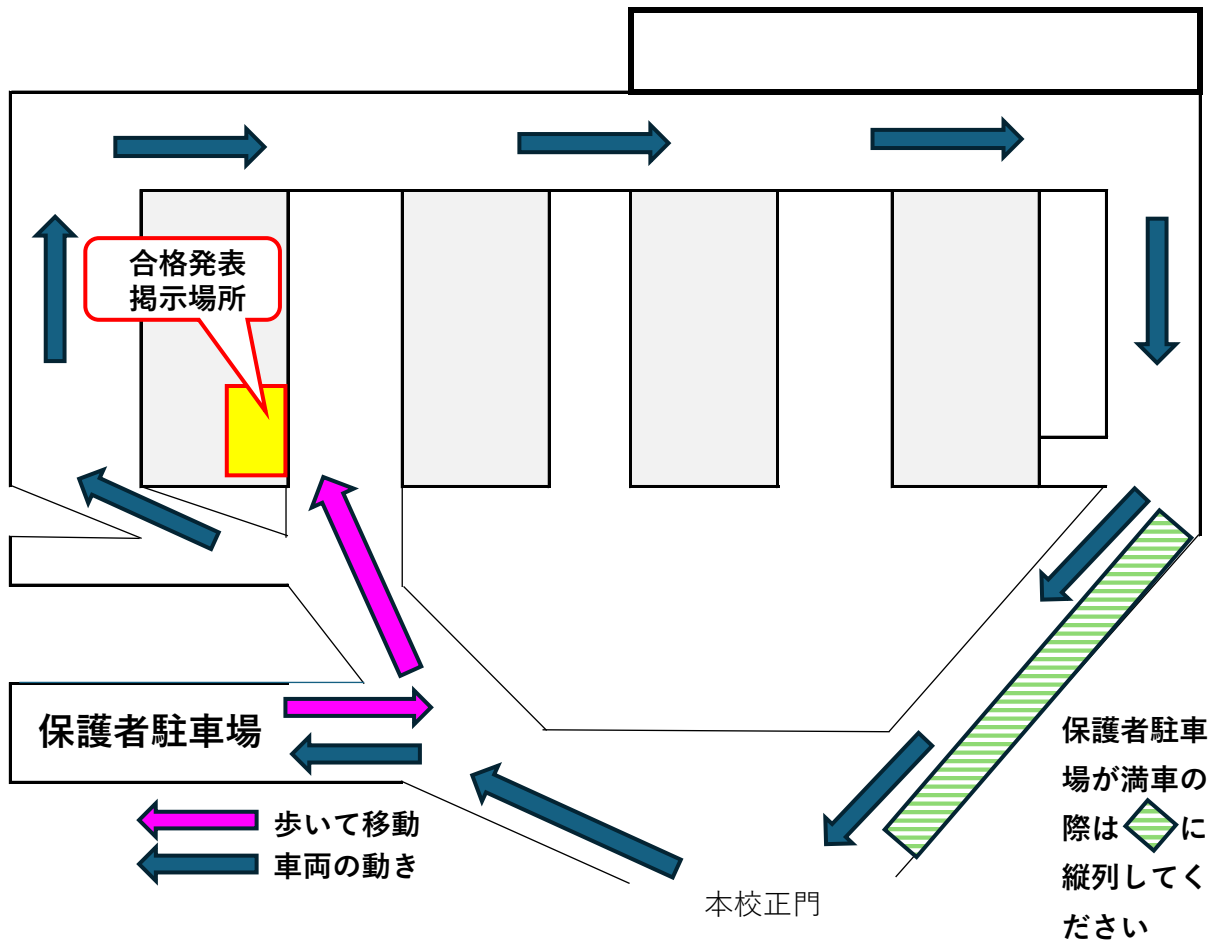 合格発表
掲示場所
保護者駐車場
歩いて移動
車両の動き
本校正門
保護者駐車
場が満車の
際は に
縦列してく
ださい